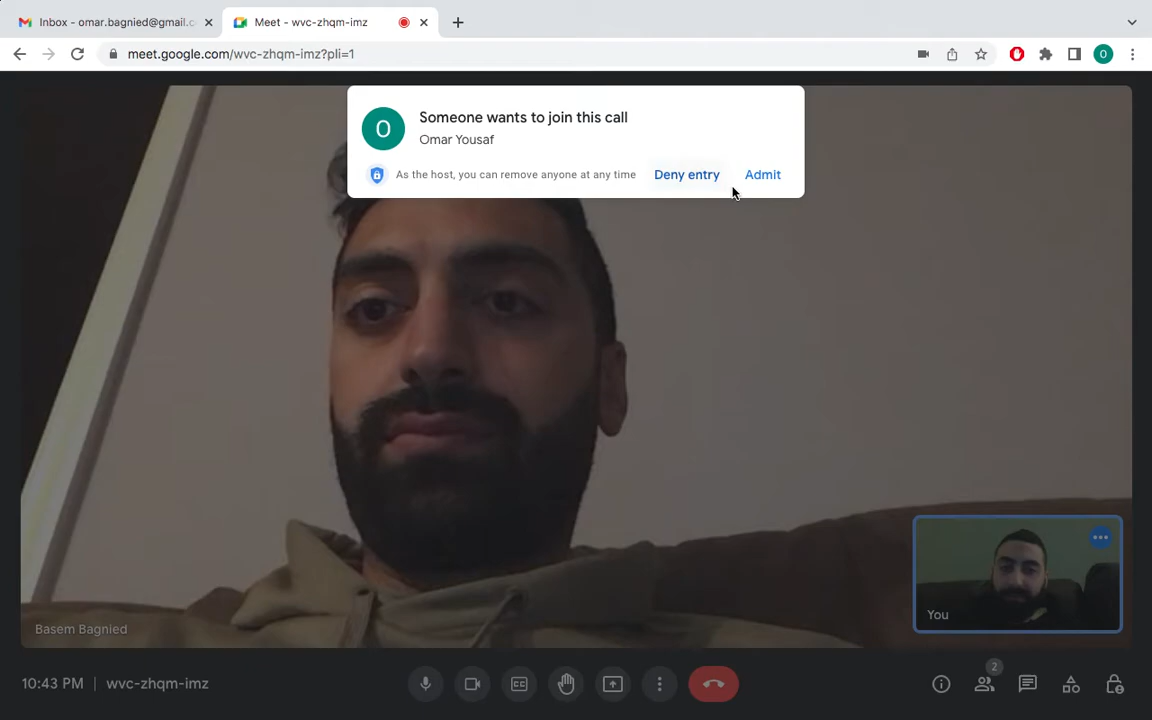 Inbox - omar.bagnied@gmail.c
Meet - wvc-zhqm-imz
meet.google.com/wvc-zhqm-imz?pli=1
O
O
Someone wants to join this call
Omar Yousaf
As the host, you can remove anyone at any time
Deny entry
Admit
You
Basem Bagnied
10:43 PM | wvc-zhqm-imz
2